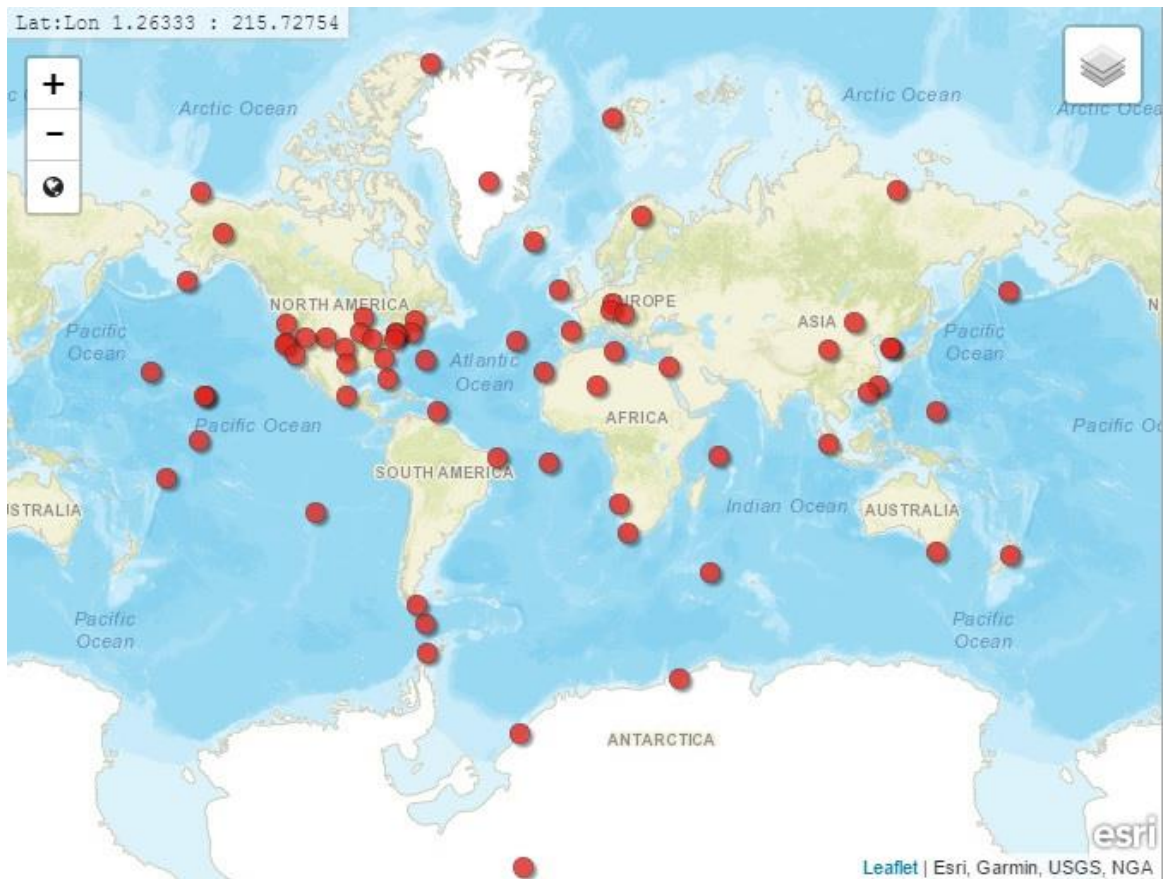 Lat:Lon 1.26333 : 215.72754
+
−
Arctic Ocean
Arctic Ocean
Arctic Ocea
NORTH AMERICA
EUROPE
ASIA
N
Pacific
Ocean
Atlantic
Ocean
Pacific
Ocean
AFRICA
Pacific Ocean
Pacific Oc
SOUTH AMERICA
Indian Ocean
USTRALIA
AUSTRALIA
Pacific
Ocean
Pacific
Ocean
ANTARCTICA
esri
Leaflet | Esri, Garmin, USGS, NGA